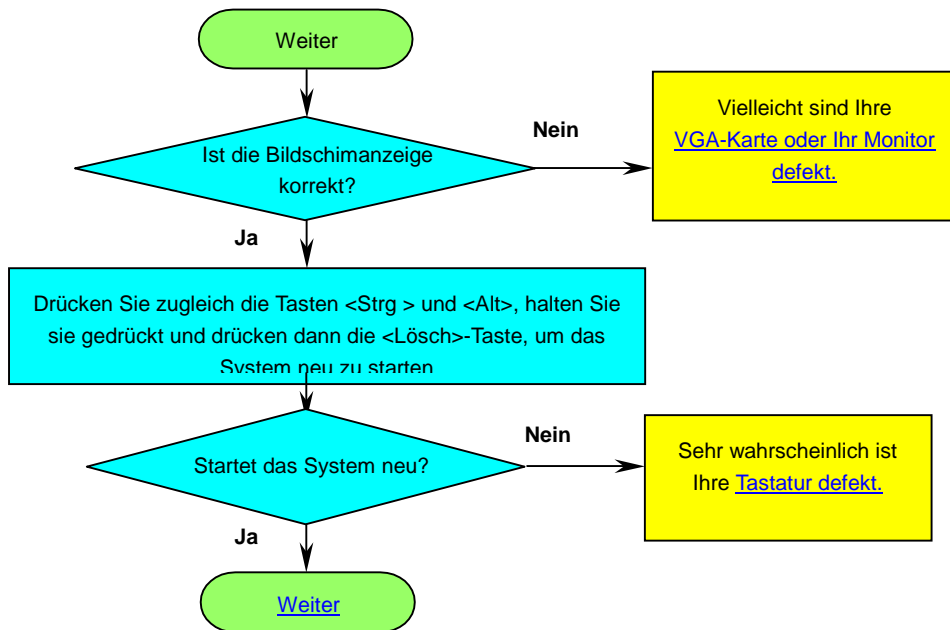 Weiter
Nein
Vielleicht sind Ihre
VGA-Karte oder Ihr Monitor
defekt.
Ist die Bildschimanzeige
korrekt?
Ja
Drücken Sie zugleich die Tasten <Strg > und <Alt>, halten Sie
sie gedrückt und drücken dann die <Lösch>-Taste, um das
System neu zu starten
Nein
Sehr wahrscheinlich ist
Ihre Tastatur defekt.
Startet das System neu?
Ja
Weiter